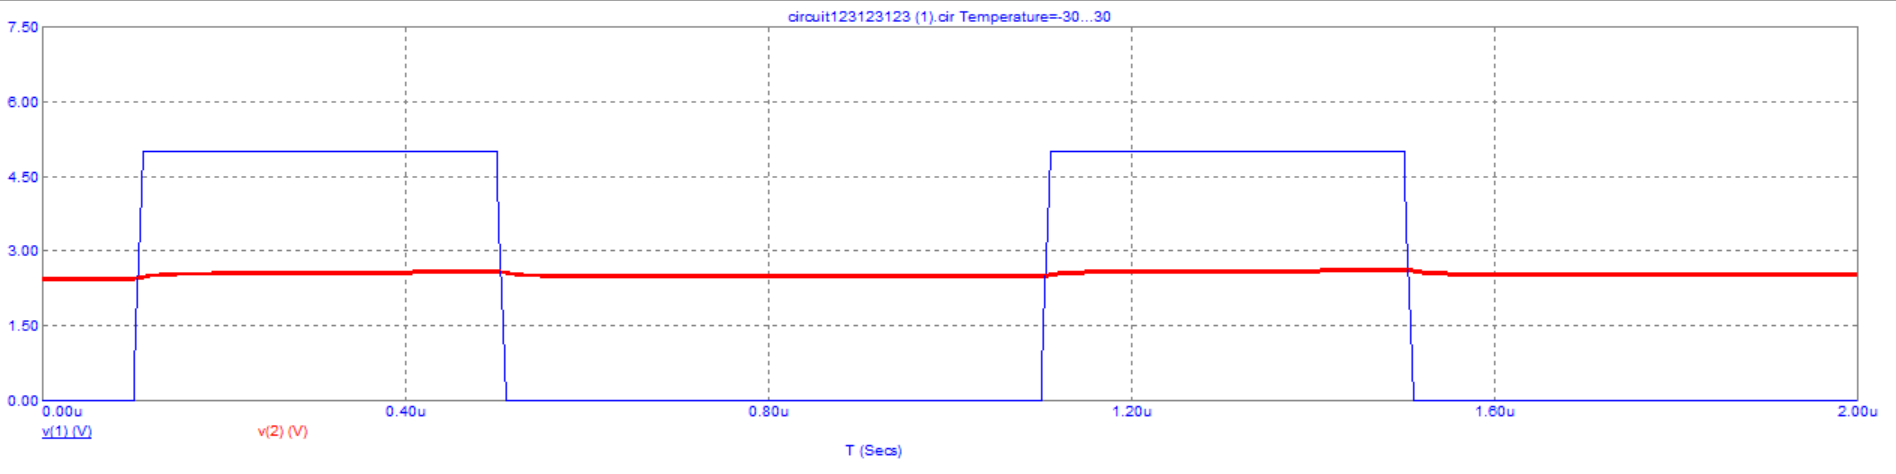 circuit123123123 (1).cir Temperature=-30...30
7.50
6.00
4.50
3.00
1.50
0.00
0.00u 0.40u 0.80u 1.20u 1.60u 2.00u
v(1) (V) v(2) (V)
T (Secs)